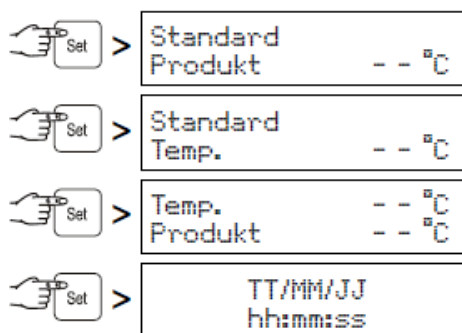 Set > Standard
Produkt - - °C
Set > Standard
Temp. - - °C
Set > Temp. - - °C
Produkt - - °C
Set > TT/MM/JJ
hh:mm:ss